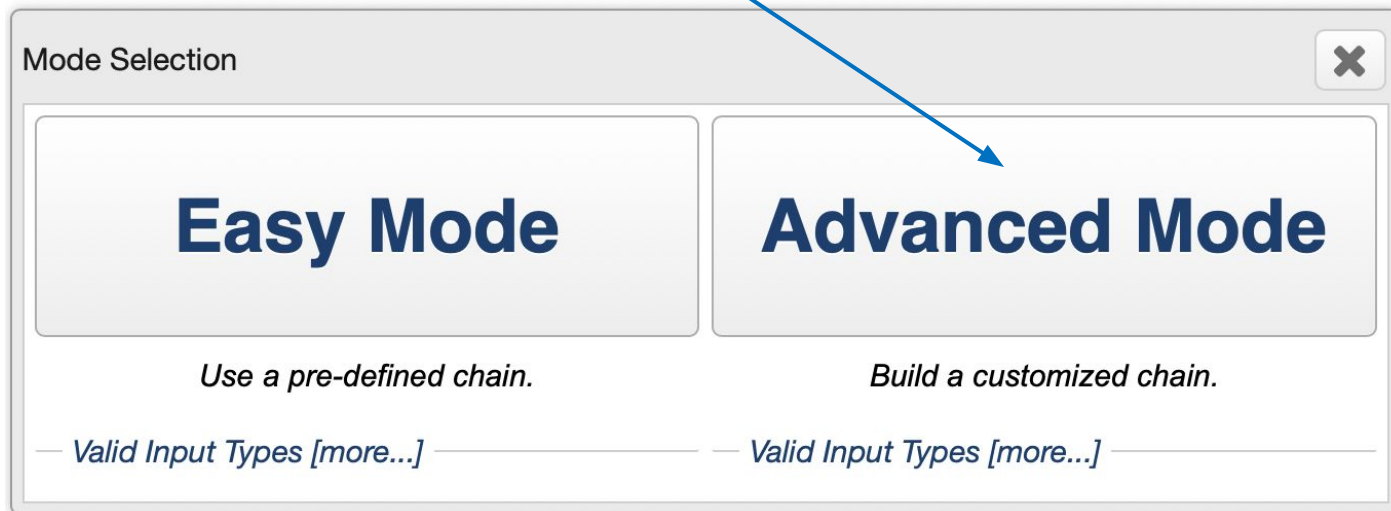 Mode Selection
Easy Mode
Advanced Mode
Use a pre-defined chain.
Build a customized chain.
Valid Input Types [more...]
Valid Input Types [more...]